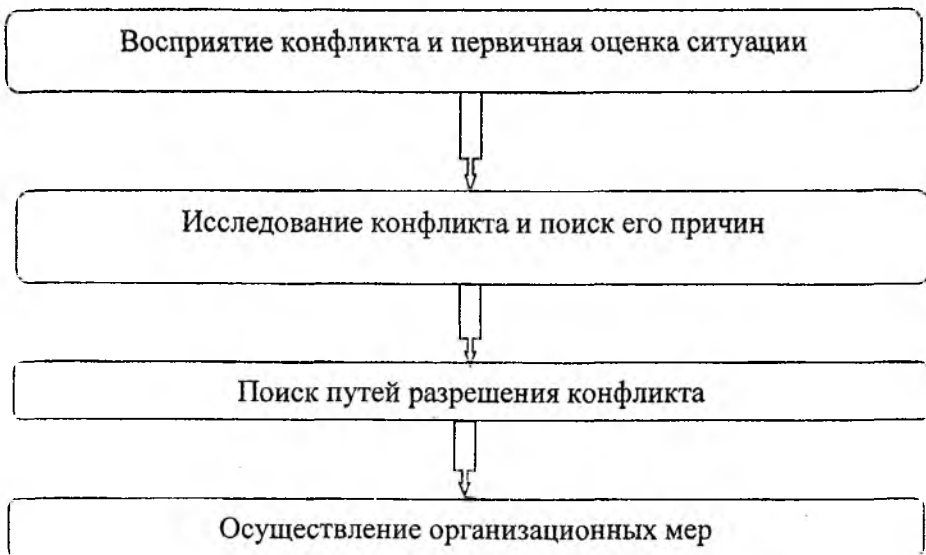 Восприятие конфликта и первичная оценка ситуации
Исследование конфликта и поиск его причин
Поиск путей разрешения конфликта
Осуществление организационных мер